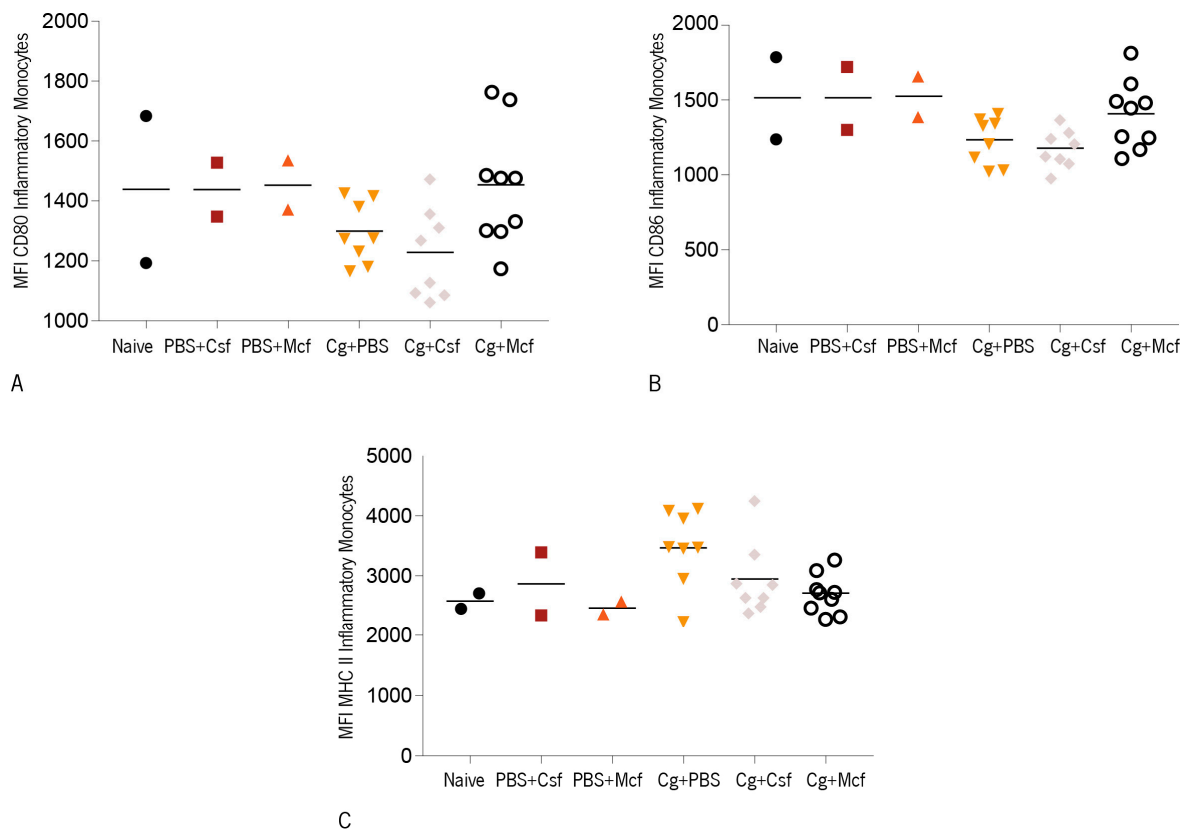 MFI CD80 Inflammatory Monocytes
2000
1800
1600
1400
1200
1000
Naive PBS+Csf PBS+Mcf Cg+PBS Cg+Csf Cg+Mcf
A
MFI CD86 Inflammatory Monocytes
2000
1500
1000
500
0
Naive PBS+Csf PBS+Mcf Cg+PBS Cg+Csf Cg+Mcf
B
MFI MHC II Inflammatory Monocytes
5000
4000
3000
2000
1000
0
Naive PBS+Csf PBS+Mcf Cg+PBS Cg+Csf Cg+Mcf
C